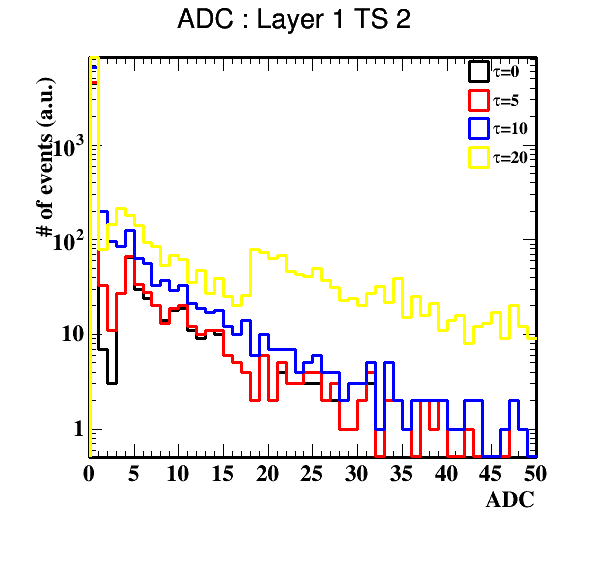 ADC : Layer 1 TS 2
# of events (a.u.)
10³
10²
10
1
τ=0
τ=5
τ=10
τ=20
0 5 10 15 20 25 30 35 40 45 50
ADC